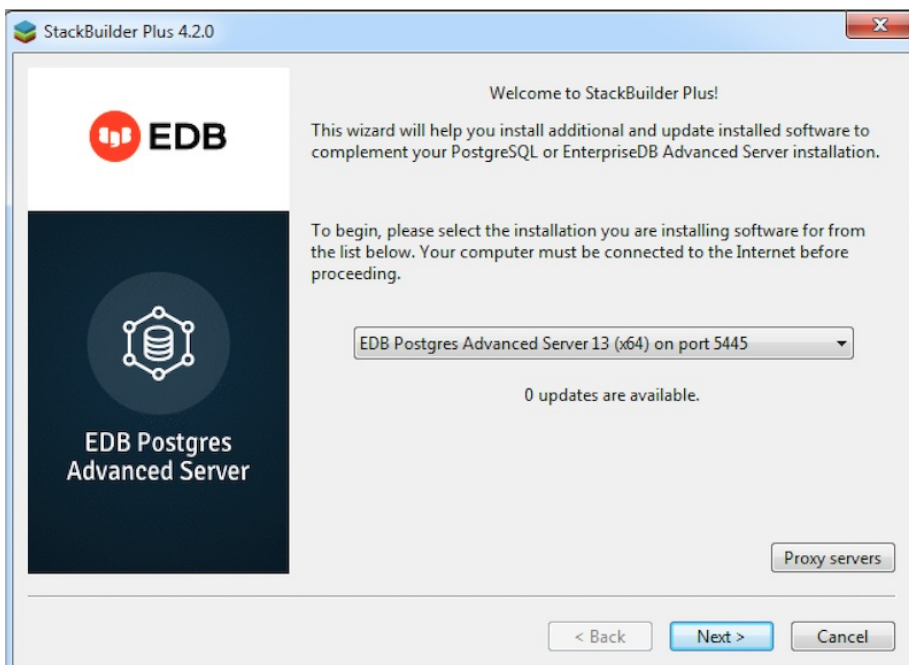 StackBuilder Plus 4.2.0
EDB
EDB Postgres
Advanced Server
Welcome to StackBuilder Plus!
This wizard will help you install additional and update installed software to
complement your PostgreSQL or EnterpriseDB Advanced Server installation.
To begin, please select the installation you are installing software for from
the list below. Your computer must be connected to the Internet before
proceeding.
EDB Postgres Advanced Server 13 (x64) on port 5445
0 updates are available.
Proxy servers
< Back
Next >
Cancel